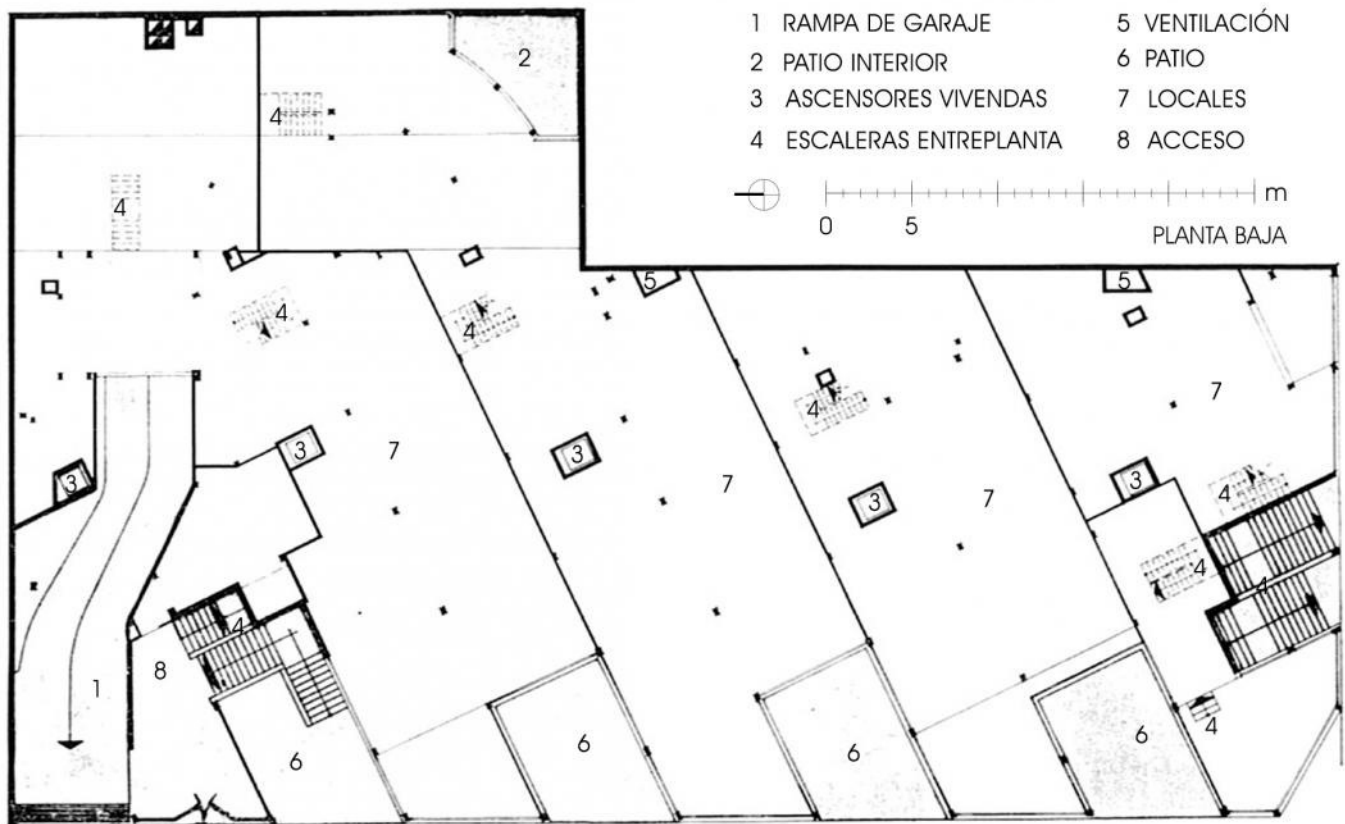 1 RAMPA DE GARAJE
2 PATIO INTERIOR
3 ASCENSORES VIVENDAS
4 ESCALERAS ENTREPLANTA
5 VENTILACIÓN
6 PATIO
7 LOCALES
8 ACCESO
m
0 5
PLANTA BAJA
2
4
4
5
5
4
4
4
7
3
7
7
7
3
3
3
3
4
4
4
4
8
1
4
6
6
6
6